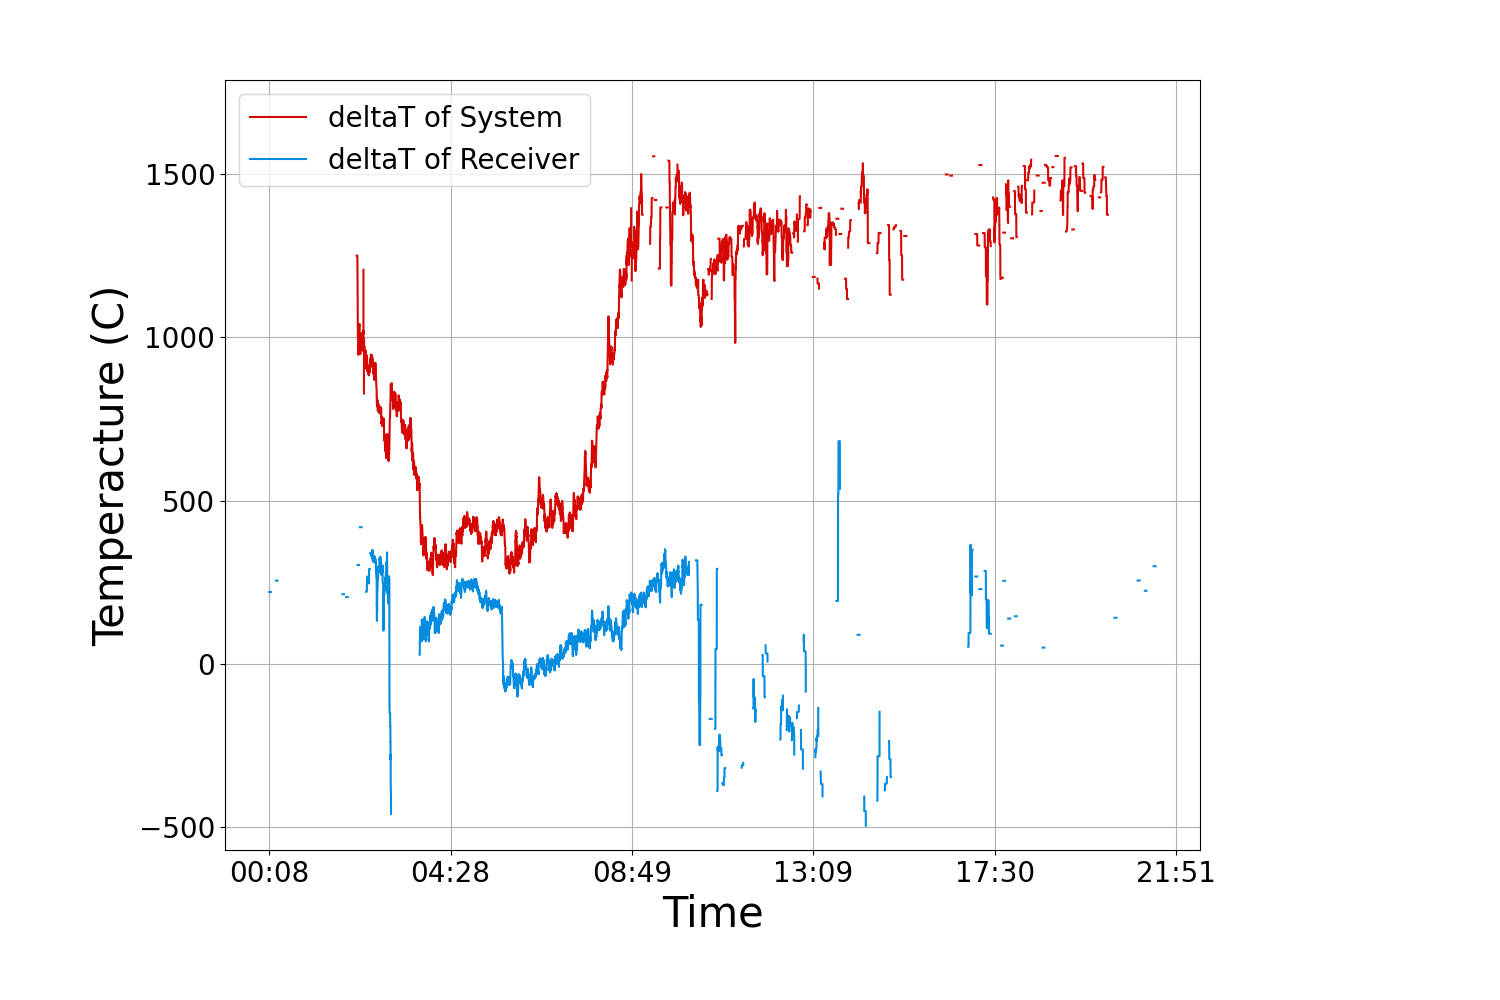 deltaT of System
deltaT of Receiver
1500
1000
500
0
−500
Temperacture (C)
00:08 04:28 08:49 13:09 17:30 21:51
Time